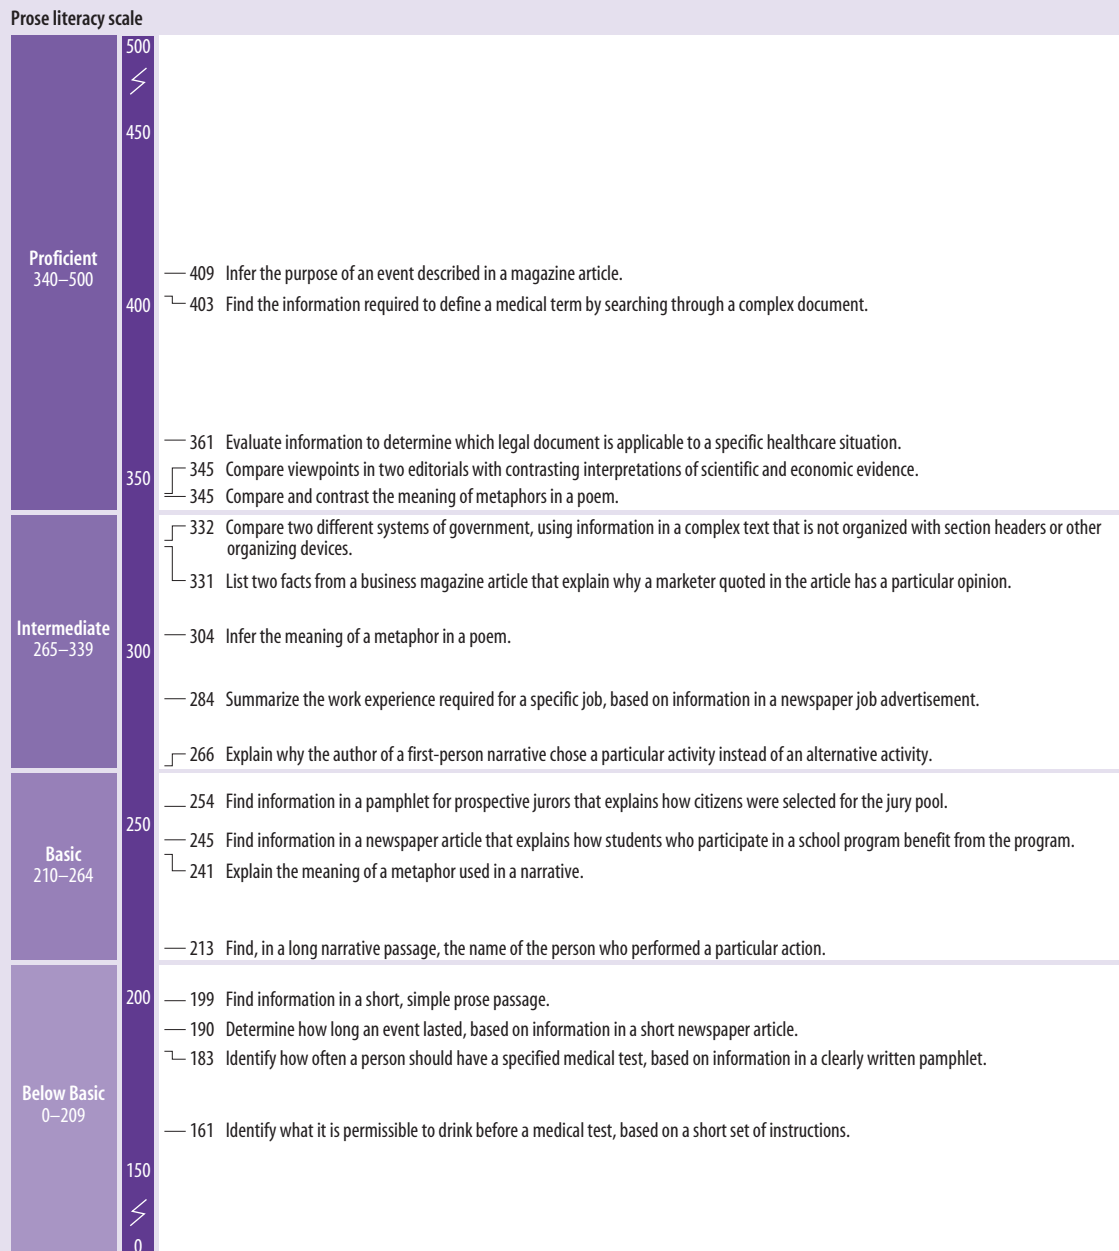 Prose literacy scale
500
450
Proficient
340–500
409 Infer the purpose of an event described in a magazine article.
400
403 Find the information required to define a medical term by searching through a complex document.
361 Evaluate information to determine which legal document is applicable to a specific healthcare situation.
345 Compare viewpoints in two editorials with contrasting interpretations of scientific and economic evidence.
350
345 Compare and contrast the meaning of metaphors in a poem.
332 Compare two different systems of government, using information in a complex text that is not organized with section headers or other
organizing devices.
331 List two facts from a business magazine article that explain why a marketer quoted in the article has a particular opinion.
Intermediate
265–339
304 Infer the meaning of a metaphor in a poem.
300
284 Summarize the work experience required for a specific job, based on information in a newspaper job advertisement.
266 Explain why the author of a first-person narrative chose a particular activity instead of an alternative activity.
254 Find information in a pamphlet for prospective jurors that explains how citizens were selected for the jury pool.
250
245 Find information in a newspaper article that explains how students who participate in a school program benefit from the program.
Basic
210–264
241 Explain the meaning of a metaphor used in a narrative.
213 Find, in a long narrative passage, the name of the person who performed a particular action.
200
199 Find information in a short, simple prose passage.
190 Determine how long an event lasted, based on information in a short newspaper article.
183 Identify how often a person should have a specified medical test, based on information in a clearly written pamphlet.
Below Basic
0–209
161 Identify what it is permissible to drink before a medical test, based on a short set of instructions.
150
0